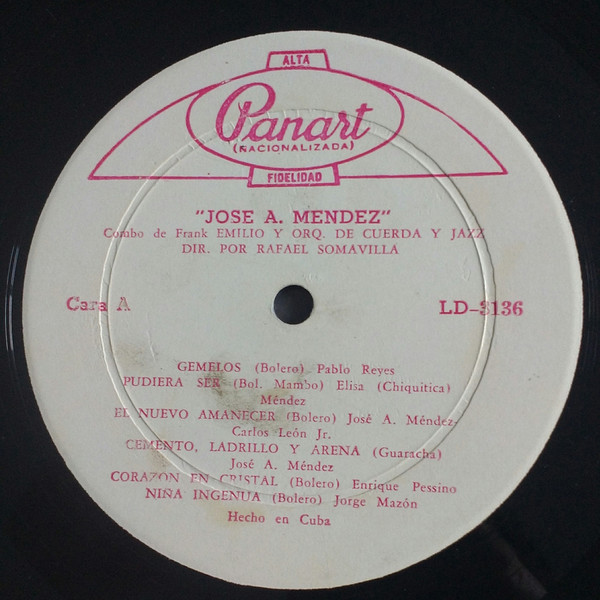 ALTA
Panart
(NACIONALIZADA)
FIDELIDAD
"JOSE A. MENDEZ"
Combo de Frank EMILIO Y ORQ. DE CUERDA Y JAZZ
DIR. POR RAFAEL SOMAVILLA
Cara A
LD-3136
GEMELOS (Bolero) Pablo Reyes
PUDIERA SER (Bol. Mambo) Elisa (Chiquitica)
Méndez
EL NUEVO AMANECER (Bolero) José A. Méndez-
Carlos León Jr.
CEMENTO, LADRILLO Y ARENA (Guaracha)
José A. Méndez
CORAZON EN CRISTAL (Bolero) Enrique Pessino
NIÑA INGENUA (Bolero) Jorge Mazón
Hecho en Cuba